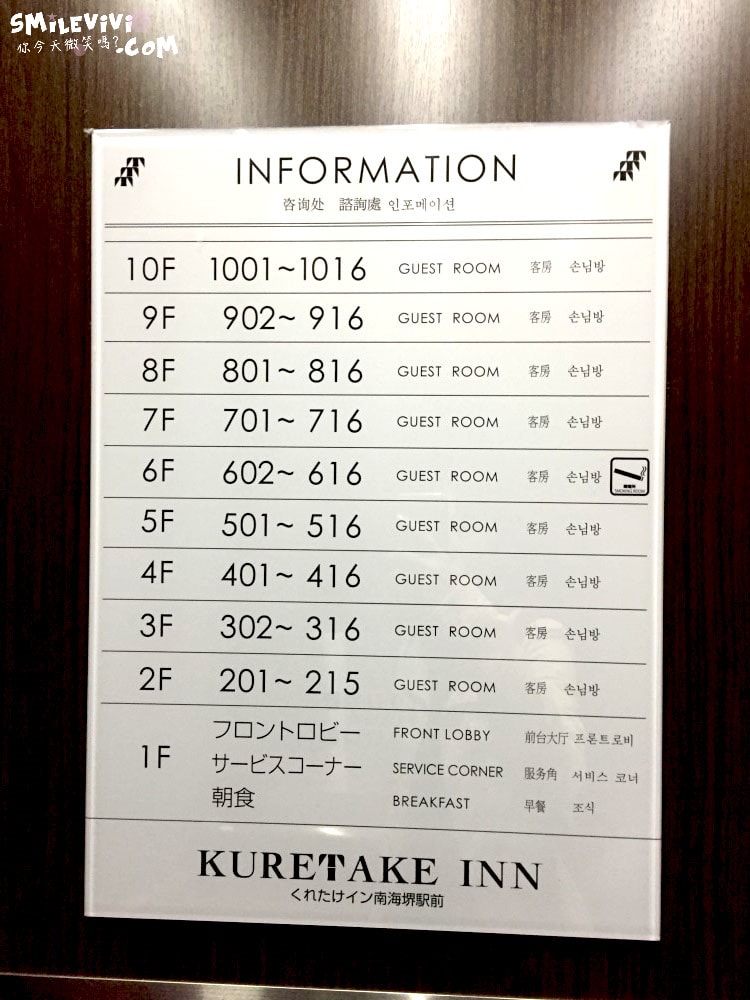 SMiLEViVi
你今天微笑嗎?.COM
INFORMATION
咨询处 諮詢處 인포메이션
10F 1001~1016 GUEST ROOM 客房 손님방
9F 902~ 916 GUEST ROOM 客房 손님방
8F 801~ 816 GUEST ROOM 客房 손님방
7F 701~ 716 GUEST ROOM 客房 손님방
6F 602~ 616 GUEST ROOM 客房 손님방
SMOKING ROOM
5F 501~ 516 GUEST ROOM 客房 손님방
4F 401~ 416 GUEST ROOM 客房 손님방
3F 302~ 316 GUEST ROOM 客房 손님방
2F 201~ 215 GUEST ROOM 客房 손님방
1F
フロントロビー FRONT LOBBY 前台大厅 프론트로비
サービスコーナー SERVICE CORNER 服务角 서비스 코너
朝食 BREAKFAST 早餐 조식
KURETAKE INN
くれたけイン南海堺駅前